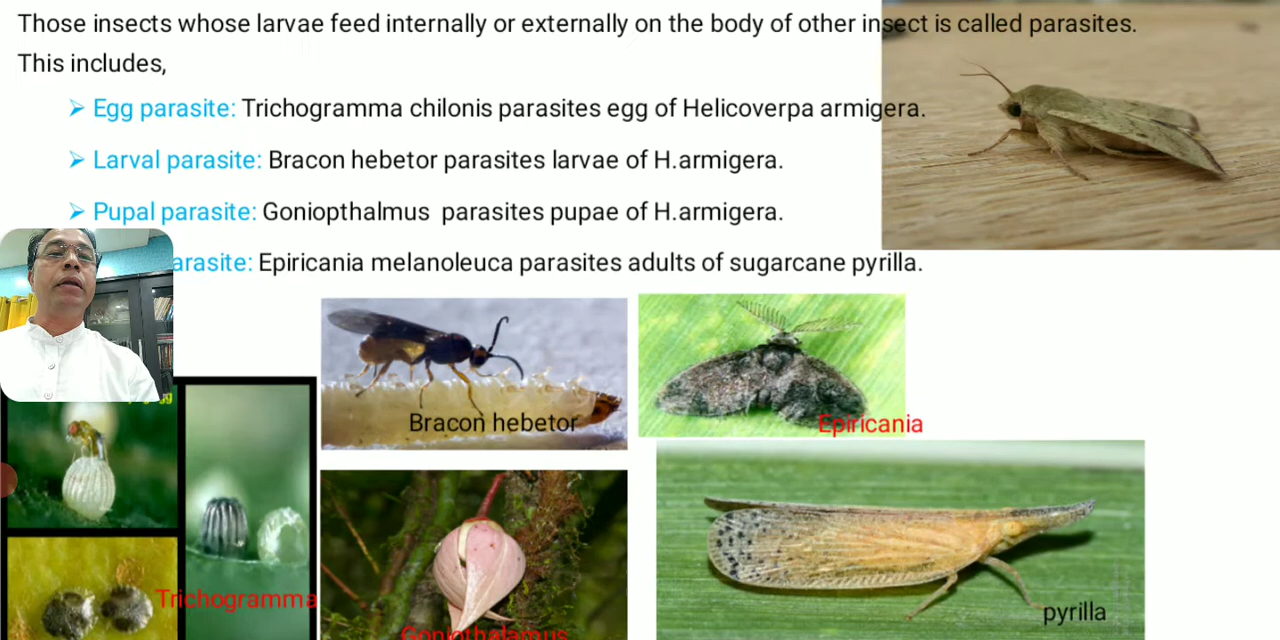 Those insects whose larvae feed internally or externally on the body of other insect is called parasites.
This includes,
➢ Egg parasite: Trichogramma chilonis parasites egg of Helicoverpa armigera.
➢ Larval parasite: Bracon hebetor parasites larvae of H.armigera.
➢ Pupal parasite: Goniopthalmus parasites pupae of H.armigera.
arasite: Epiricania melanoleuca parasites adults of sugarcane pyrilla.
Bracon hebetor
Epiricania
Trichogramma
Goniothalamus
pyrilla